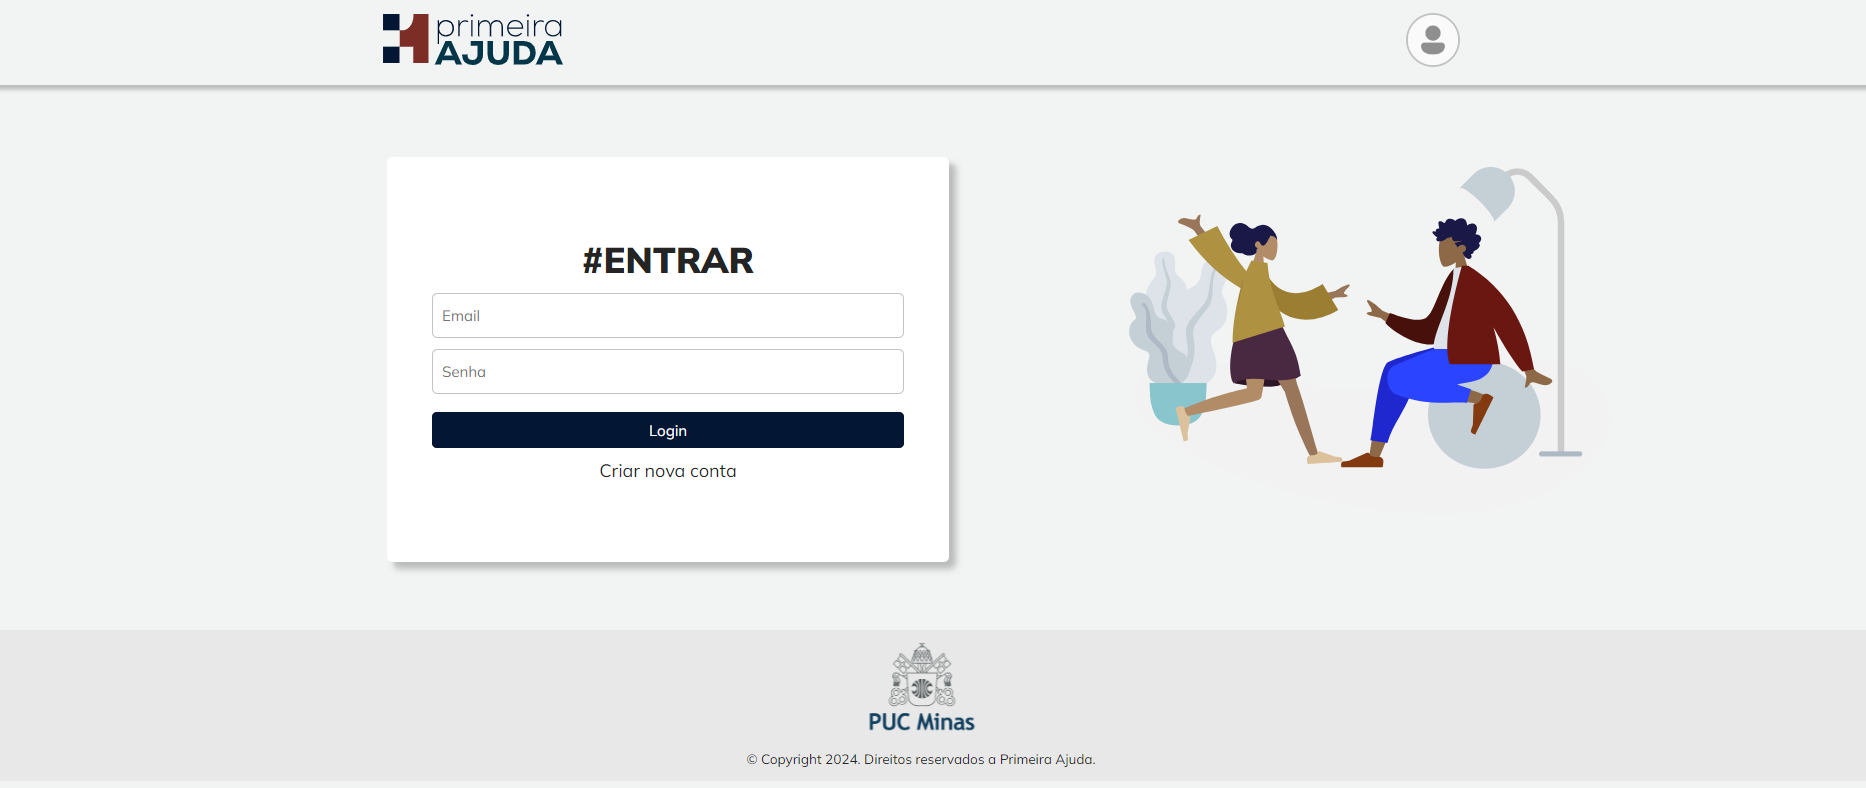 primeira
AJUDA
#ENTRAR
Email
Senha
Login
Criar nova conta
PUC Minas
© Copyright 2024. Direitos reservados a Primeira Ajuda.